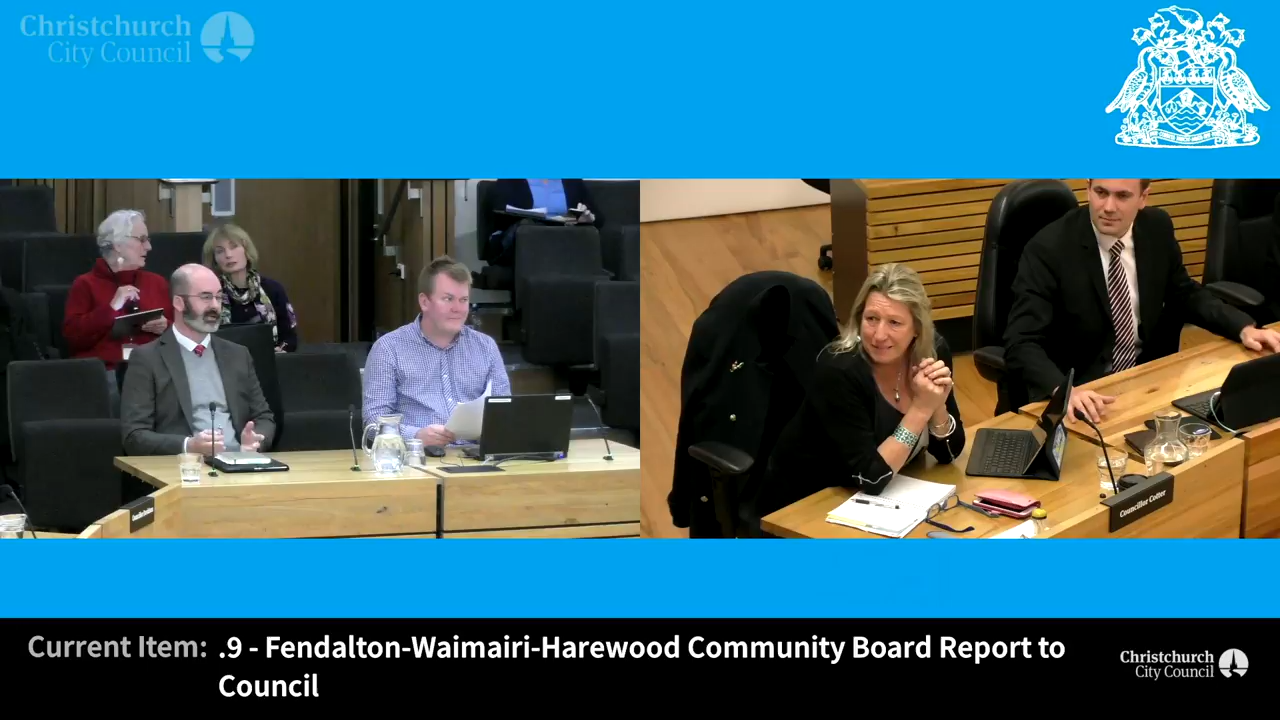 Christchurch
City Council
Councillor Cotter
Current Item: .9 - Fendalton-Waimairi-Harewood Community Board Report to
Council
Christchurch
City Council